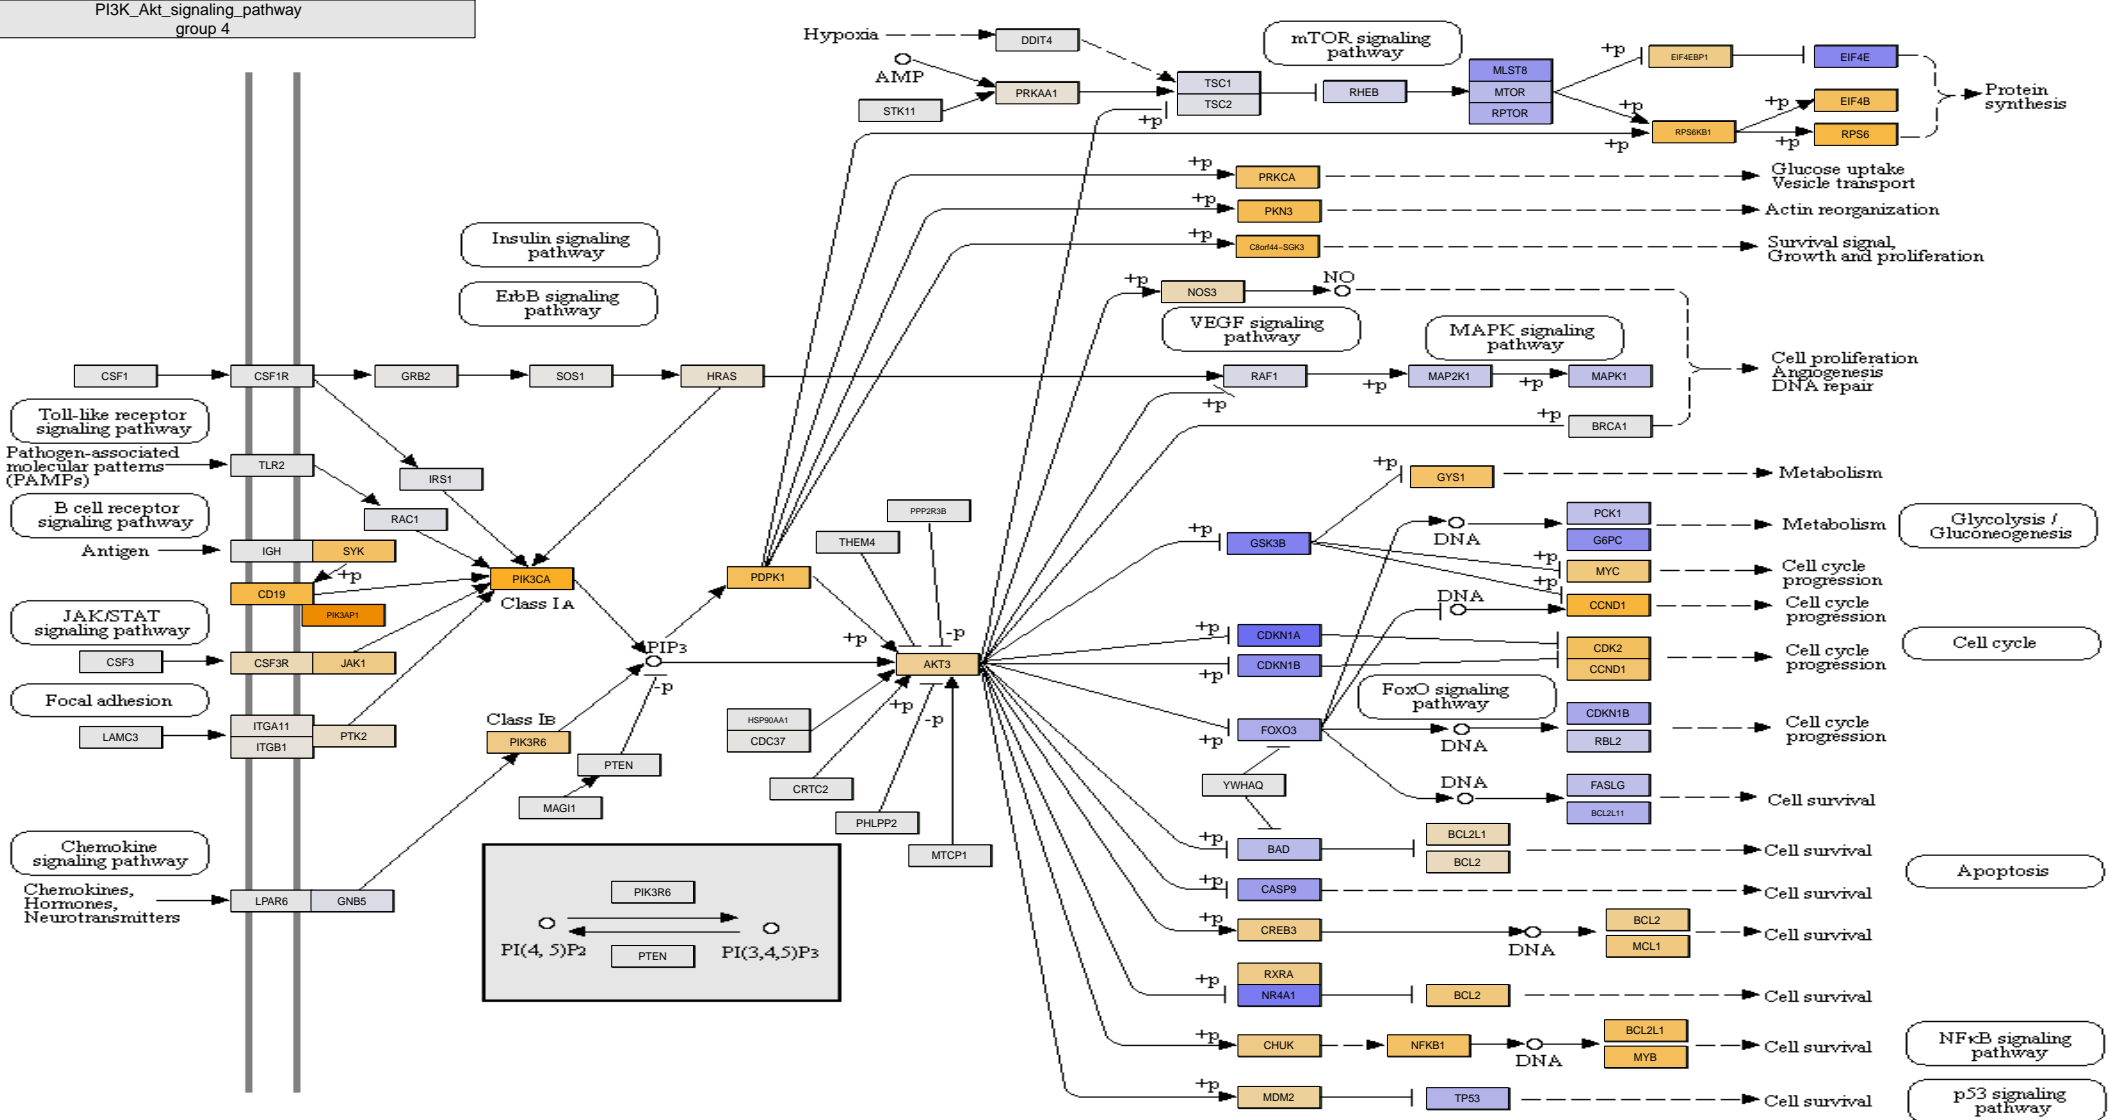 PI3K_Akt_signaling_pathway
group 4
Hypoxia
DDIT4
AMP
PRKAA1
STK11
TSC1
TSC2
+p
mTOR signaling
pathway
RHEB
MLST8
MTOR
RPTOR
+p
EIF4EBP1
EIF4E
+p
RPS6KB1
+p
+p
EIF4B
+p
RPS6
Protein
synthesis
+p
PRKCA
Glucose uptake
Vesicle transport
+p
PKN3
Actin reorganization
+p
C8orf44-SGK3
Survival signal,
Growth and proliferation
Insulin signaling
pathway
ErbB signaling
pathway
+p
NOS3
NO
VEGF signaling
pathway
MAPK signaling
pathway
CSF1
CSF1R
GRB2
SOS1
HRAS
RAF1
+p
+p
MAP2K1
+p
MAPK1
+p
BRCA1
Cell proliferation
Angiogenesis
DNA repair
Toll-like receptor
signaling pathway
Pathogen-associated
molecular patterns
(PAMPs)
TLR2
IRS1
RAC1
B cell receptor
signaling pathway
Antigen
IGH
SYK
+p
CD19
PIK3AP1
PIK3CA
Class IA
PDPK1
THEM4
PPP2R3B
+p
-p
PIP3
-p
AKT3
+p
-p
+p
GYS1
Metabolism
+p
GSK3B
DNA
PCK1
G6PC
Metabolism
Glycolysis /
Gluconeogenesis
+p
MYC
Cell cycle
progression
+p
DNA
CCND1
Cell cycle
progression
JAK/STAT
signaling pathway
CSF3
CSF3R
JAK1
+p
CDKN1A
+p
CDKN1B
CDK2
CCND1
Cell cycle
progression
Cell cycle
Focal adhesion
LAMC3
ITGA11
ITGB1
PTK2
Class IB
PIK3R6
PTEN
MAGI1
HSP90AA1
CDC37
CRTC2
PHLPP2
MTCP1
FoxO signaling
pathway
+p
FOXO3
DNA
CDKN1B
RBL2
Cell cycle
progression
YWHAQ
DNA
FASLG
BCL2L11
Cell survival
Chemokine
signaling pathway
Chemokines,
Hormones,
Neurotransmitters
LPAR6
GNB5
PIK3R6
PI(4, 5)P2
PI(3,4,5)P3
PTEN
+p
BAD
BCL2L1
BCL2
Cell survival
Apoptosis
+p
CASP9
Cell survival
+p
CREB3
DNA
BCL2
MCL1
Cell survival
+p
RXRA
NR4A1
BCL2
Cell survival
+p
CHUK
NFKB1
DNA
BCL2L1
MYB
Cell survival
NFκB signaling
pathway
+p
MDM2
TP53
Cell survival
p53 signaling
pathway